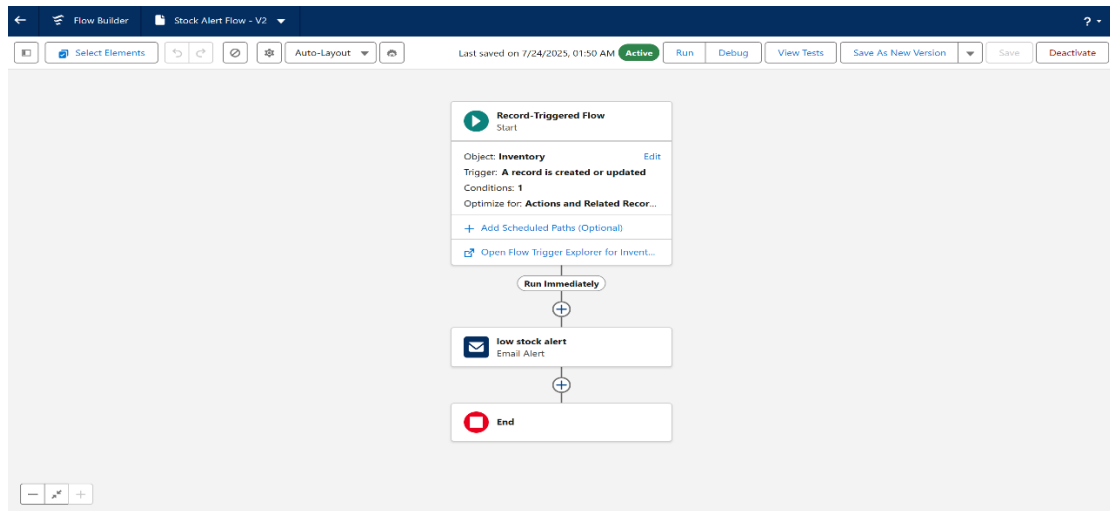 Flow Builder
Stock Alert Flow - V2
?
Select Elements
Auto-Layout
Last saved on 7/24/2025, 01:50 AM
Active
Run
Debug
View Tests
Save As New Version
Save
Deactivate
Record-Triggered Flow
Start
Object: Inventory
Edit
Trigger: A record is created or updated
Conditions: 1
Optimize for: Actions and Related Recor...
+ Add Scheduled Paths (Optional)
Open Flow Trigger Explorer for Invent...
Run Immediately
low stock alert
Email Alert
End